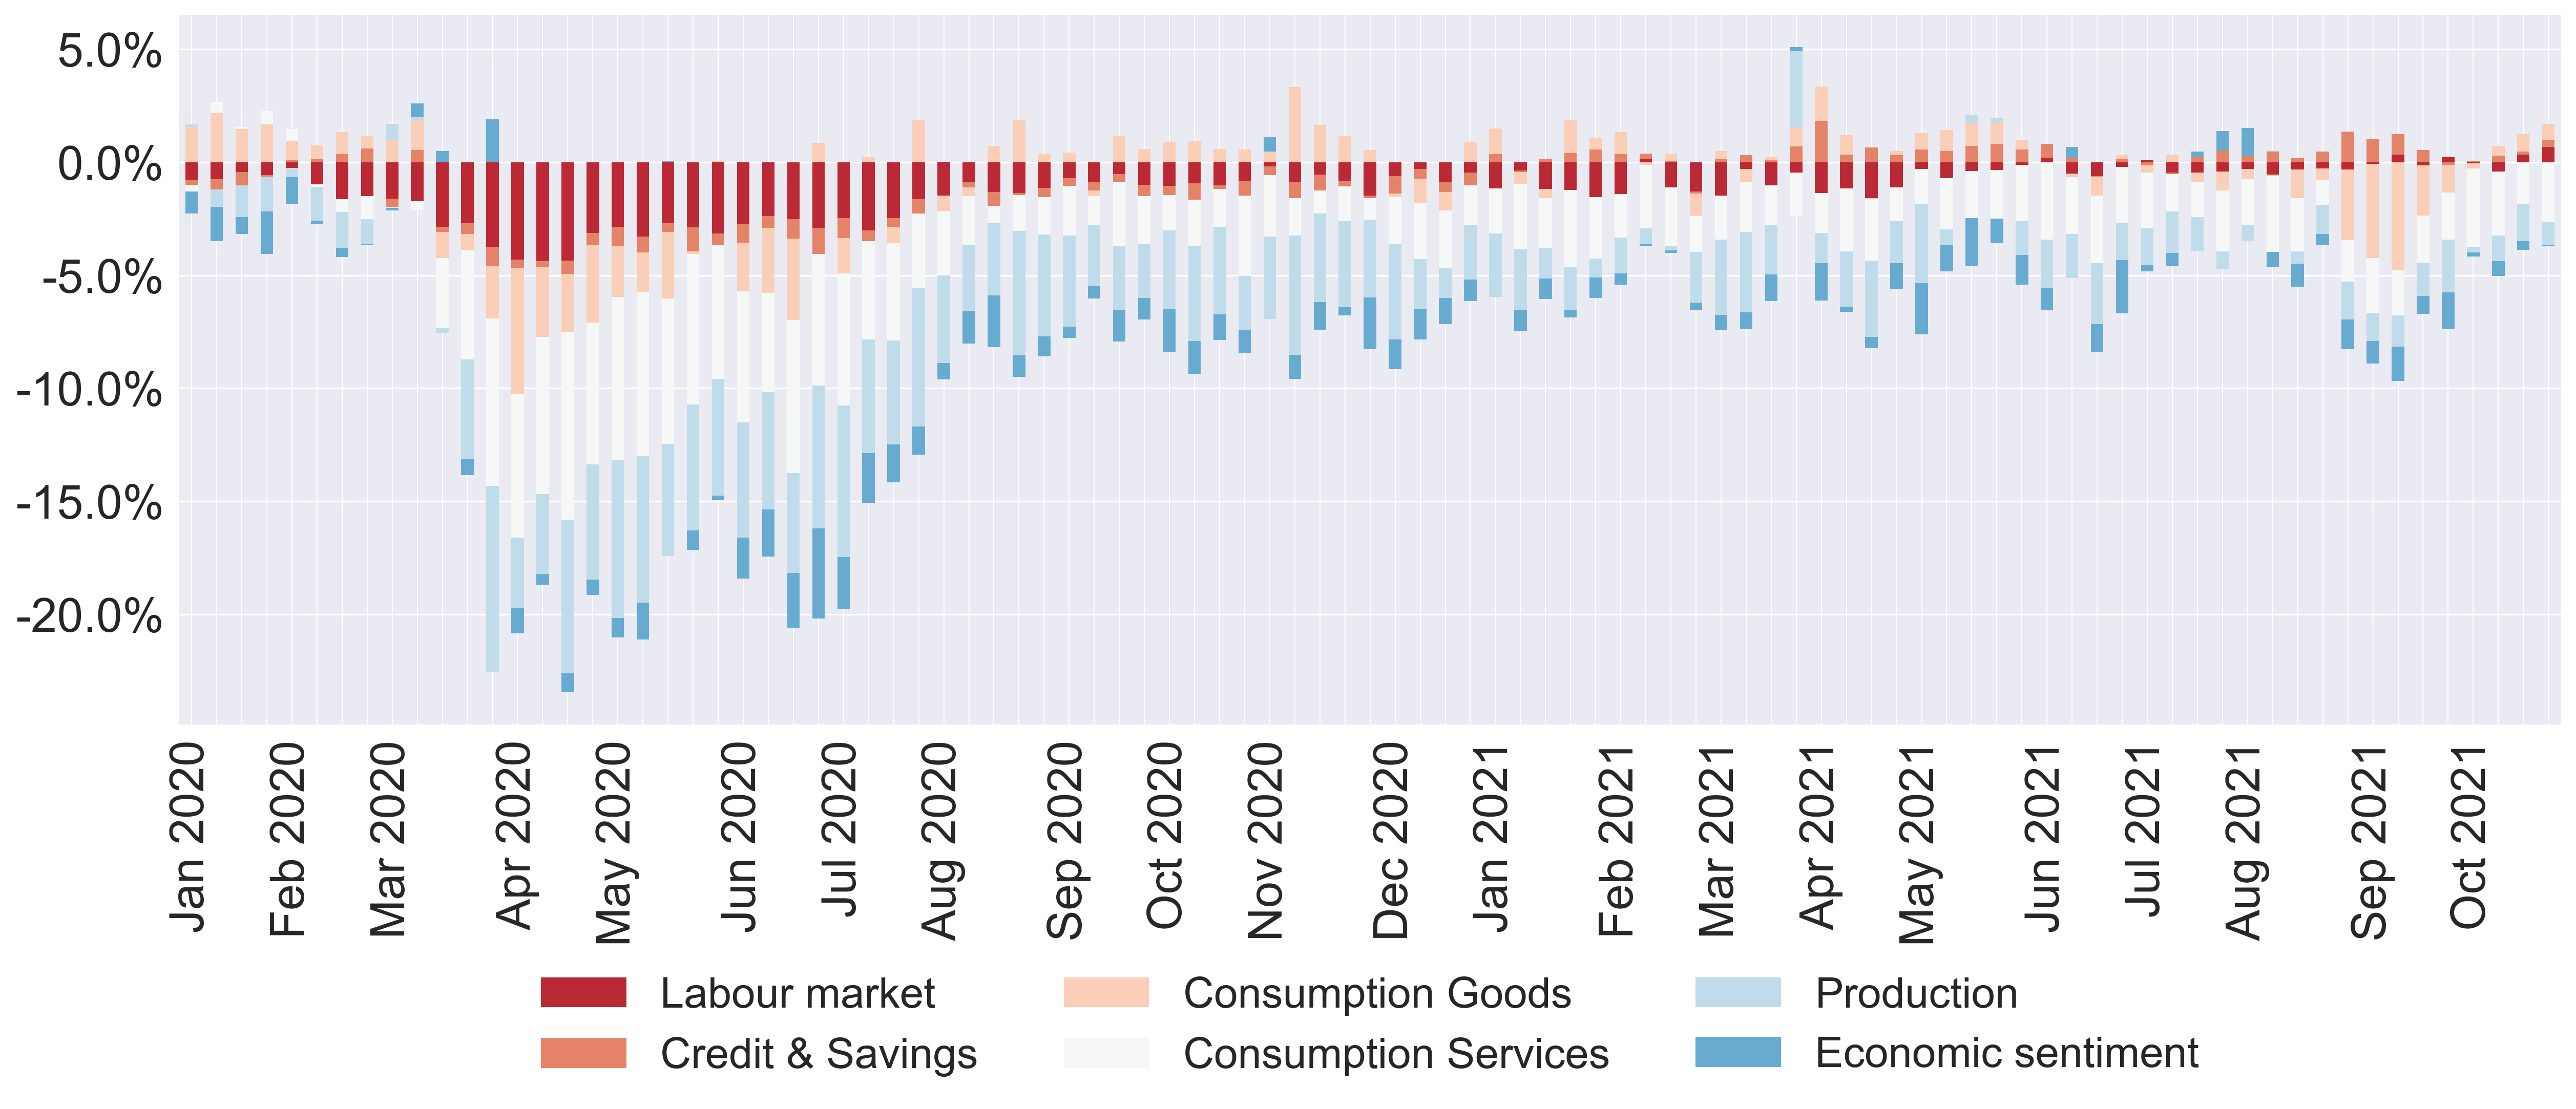 5.0%
0.0%
-5.0%
-10.0%
-15.0%
-20.0%
Jan 2020
Feb 2020
Mar 2020
Apr 2020
May 2020
Jun 2020
Jul 2020
Aug 2020
Sep 2020
Oct 2020
Nov 2020
Dec 2020
Jan 2021
Feb 2021
Mar 2021
Apr 2021
May 2021
Jun 2021
Jul 2021
Aug 2021
Sep 2021
Oct 2021
Labour market
Consumption Goods
Production
Credit & Savings
Consumption Services
Economic sentiment